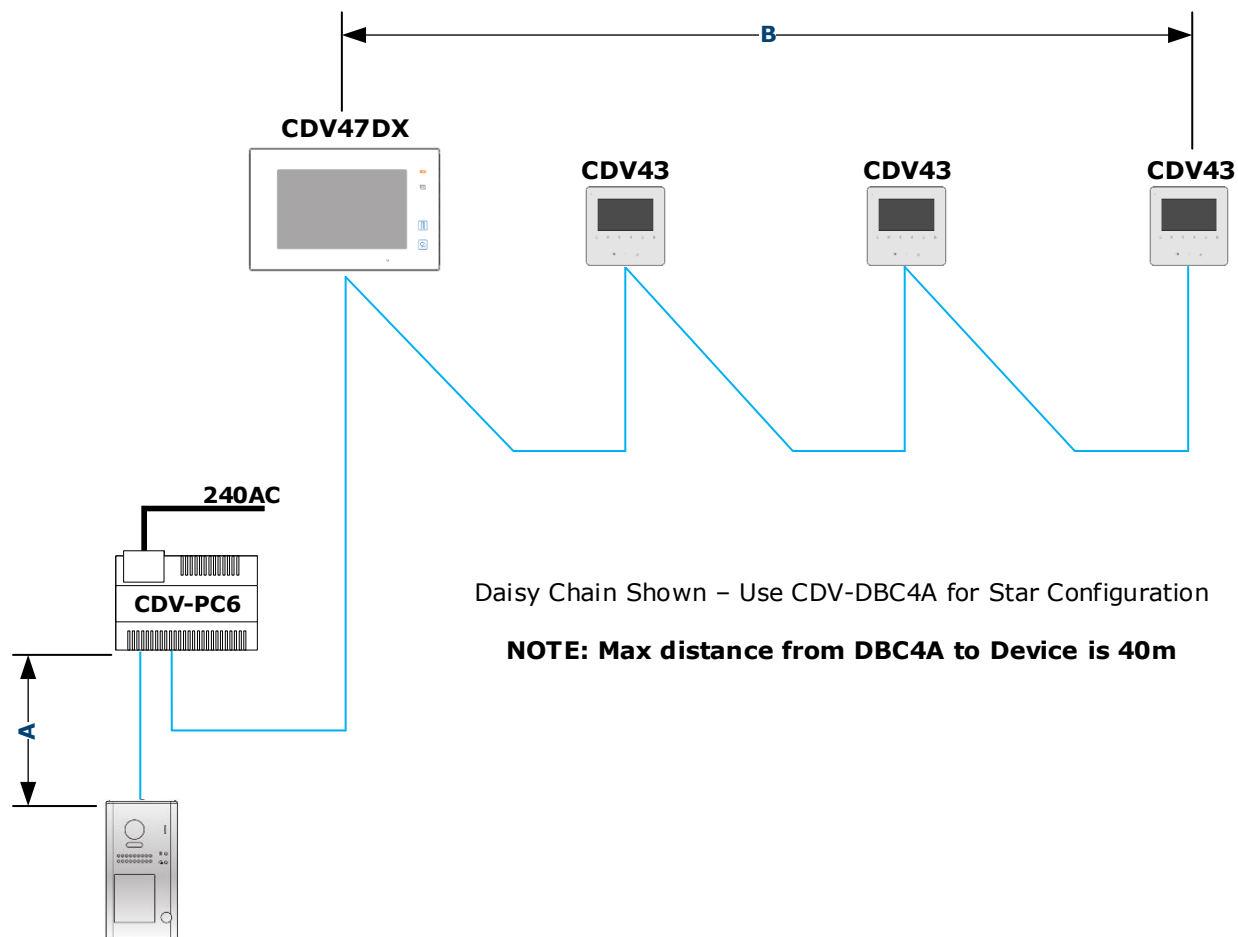 B
CDV47DX
CDV43
CDV43
CDV43
240AC
CDV-PC6
Daisy Chain Shown – Use CDV-DBC4A for Star Configuration
NOTE: Max distance from DBC4A to Device is 40m
A